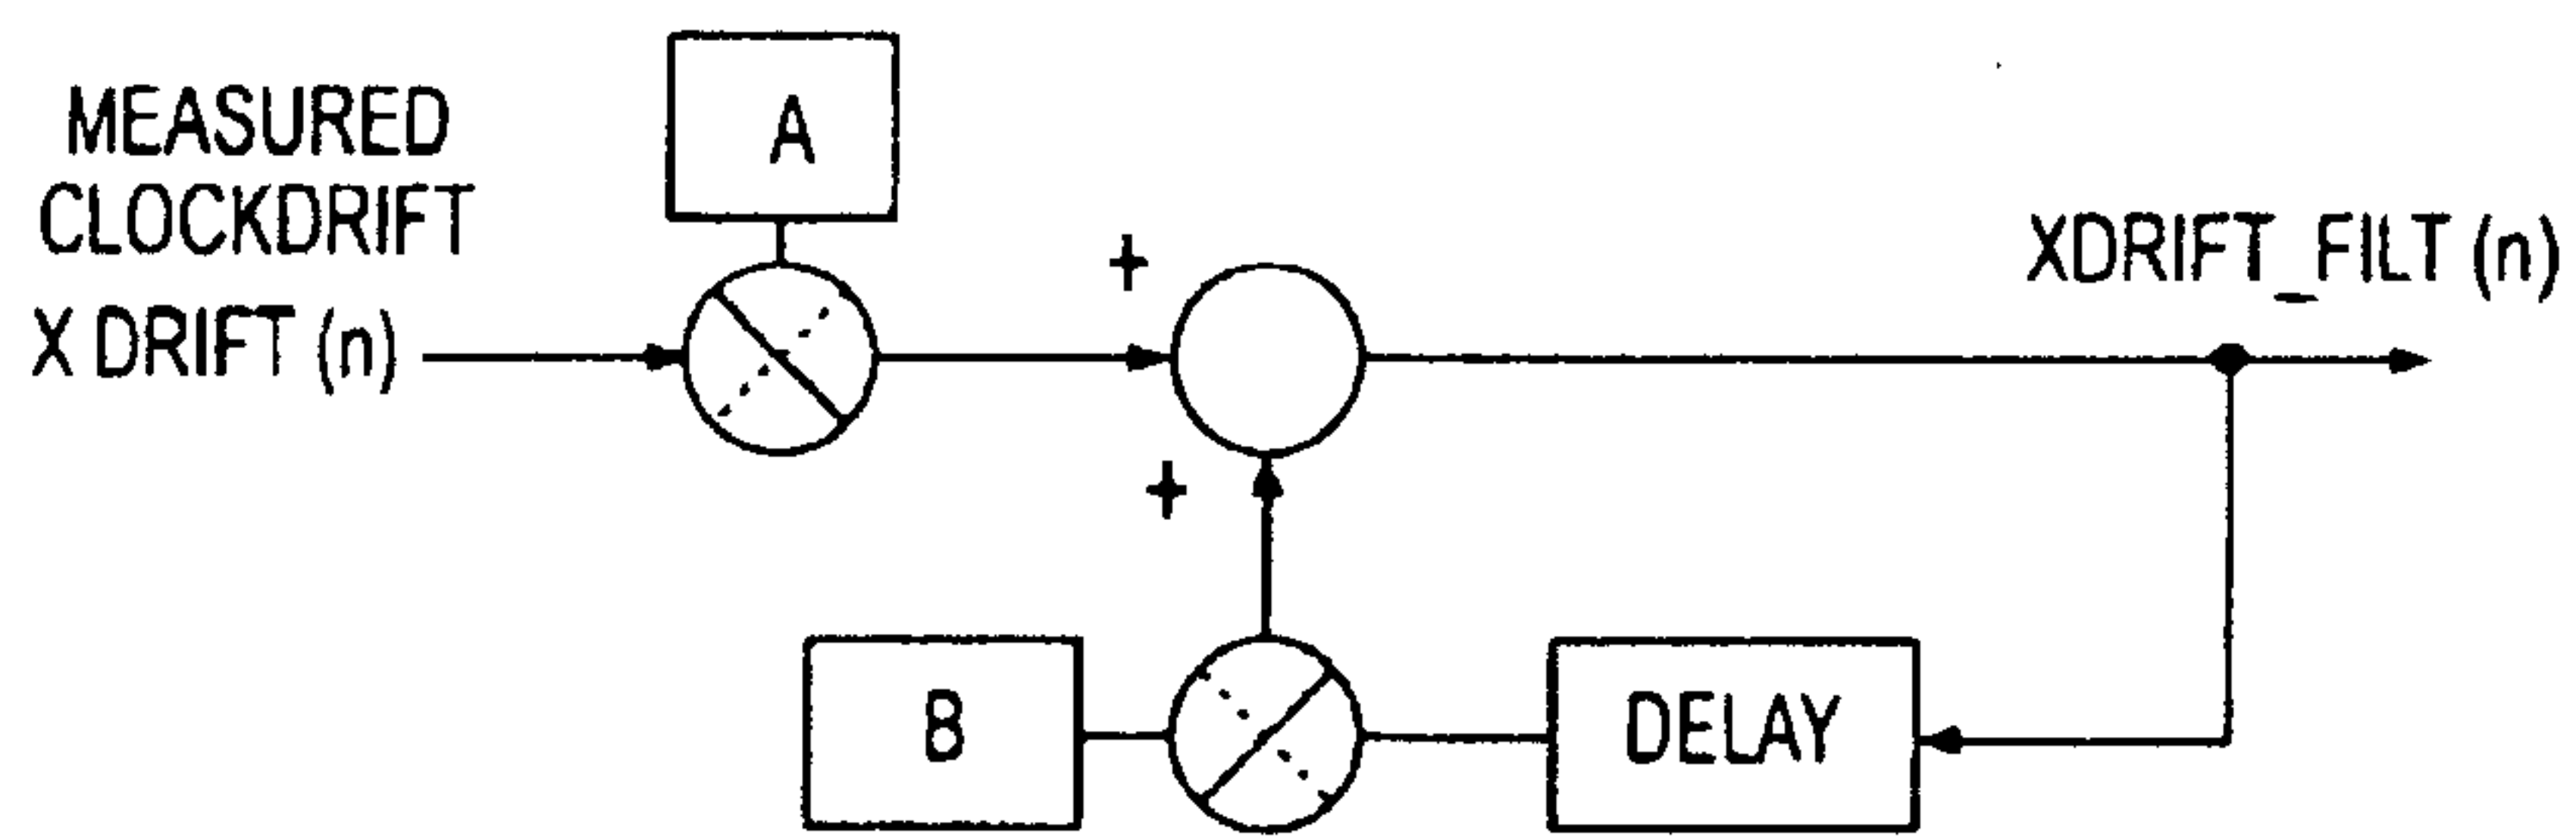 A
MEASURED
CLOCKDRIFT
X DRIFT (n)
+
XDRIFT_FILT (n)
+
B
DELAY